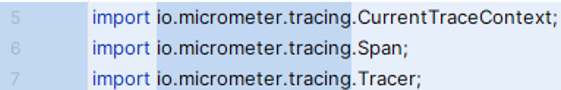 5 import io.micrometer.tracing.CurrentTraceContext;
6 import io.micrometer.tracing.Span;
7 import io.micrometer.tracing.Tracer;